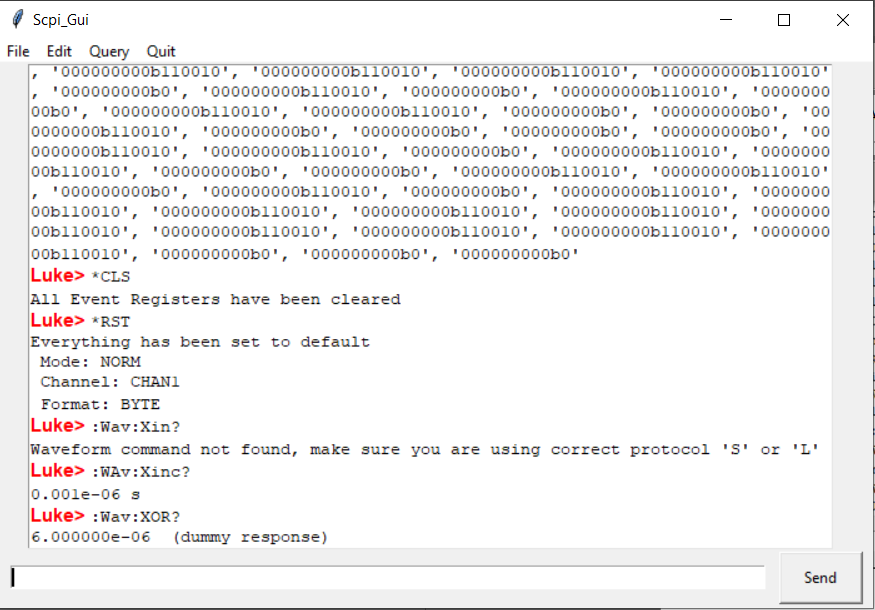 Scpi_Gui
File Edit Query Quit
, '000000000b110010', '000000000b110010', '000000000b110010', '000000000b110010'
, '000000000b0', '000000000b110010', '000000000b0', '000000000b110010', '0000000
00b0', '000000000b110010', '000000000b110010', '000000000b0', '000000000b0', '00
0000000b110010', '000000000b0', '000000000b0', '000000000b0', '000000000b0', '00
0000000b110010', '000000000b110010', '000000000b0', '000000000b110010', '0000000
00b110010', '000000000b0', '000000000b0', '000000000b110010', '000000000b110010'
, '000000000b0', '000000000b110010', '000000000b0', '000000000b110010', '0000000
00b110010', '000000000b110010', '000000000b110010', '000000000b110010', '0000000
00b110010', '000000000b110010', '000000000b110010', '000000000b110010', '0000000
00b110010', '000000000b0', '000000000b0', '000000000b0'
Luke> *CLS
All Event Registers have been cleared
Luke> *RST
Everything has been set to default
Mode: NORM
Channel: CHAN1
Format: BYTE
Luke> :Wav:Xin?
Waveform command not found, make sure you are using correct protocol 'S' or 'L'
Luke> :WAv:Xinc?
0.001e-06 s
Luke> :Wav:XOR?
6.000000e-06 (dummy response)
Send